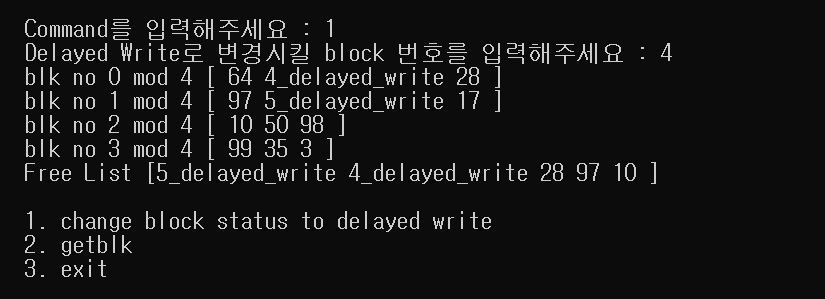 Command를 입력해주세요 : 1
Delayed Write로 변경시킬 block 번호를 입력해주세요 : 4
blk no 0 mod 4 [ 64 4_delayed_write 28 ]
blk no 1 mod 4 [ 97 5_delayed_write 17 ]
blk no 2 mod 4 [ 10 50 98 ]
blk no 3 mod 4 [ 99 35 3 ]
Free List [5_delayed_write 4_delayed_write 28 97 10 ]
1. change block status to delayed write
2. getblk
3. exit